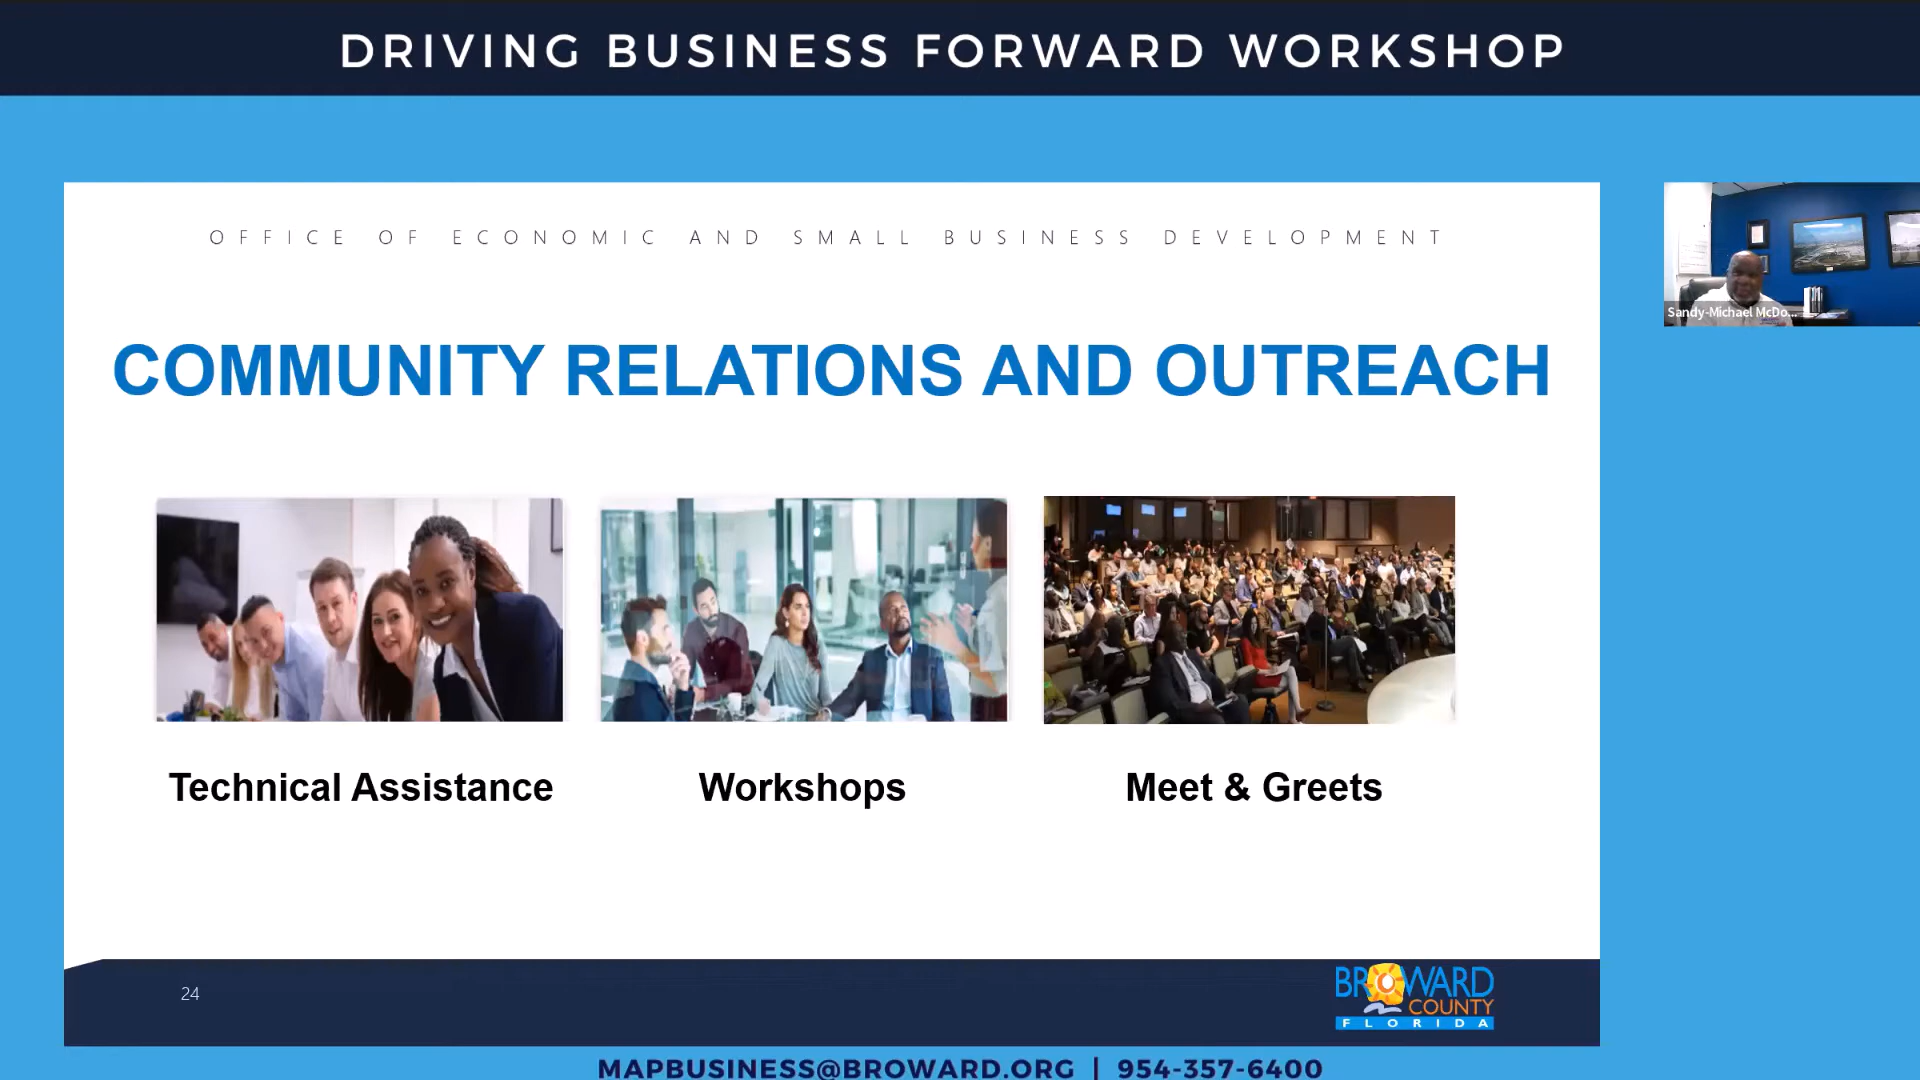 DRIVING BUSINESS FORWARD WORKSHOP
OFFICE OF ECONOMIC AND SMALL BUSINESS DEVELOPMENT
Sandy-Michael McDo...
COMMUNITY RELATIONS AND OUTREACH
Technical Assistance
Workshops
Meet & Greets
24
BROWARD
COUNTY
FLORIDA
MAPBUSINESS@BROWARD.ORG | 954-357-6400